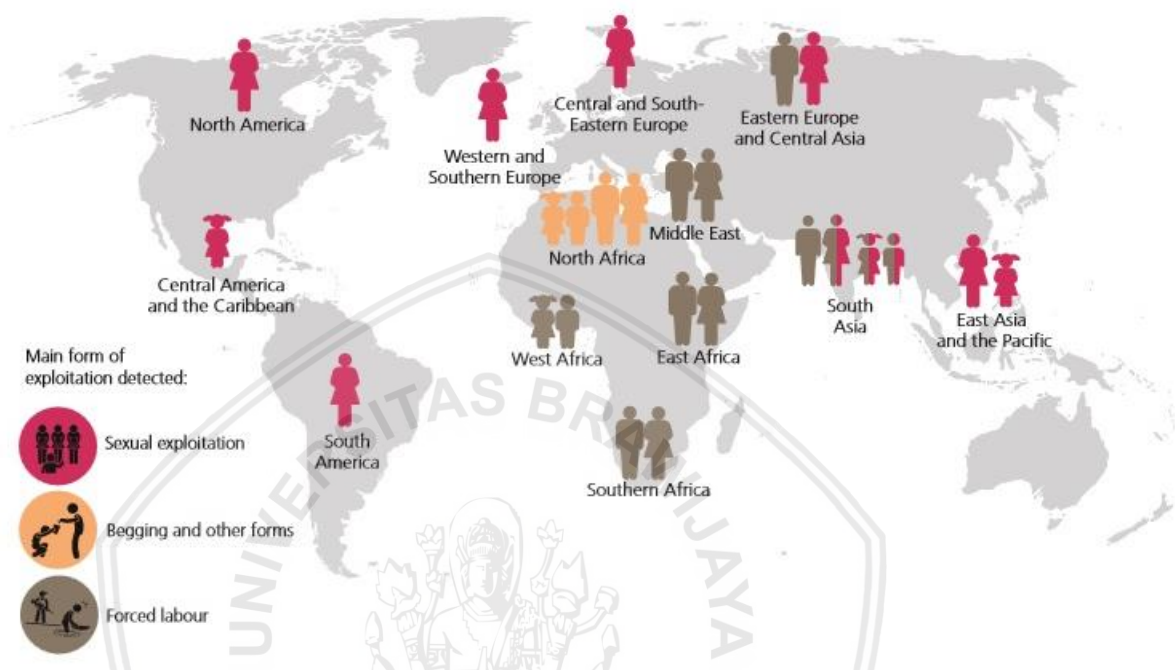 North America
Central and South-
Eastern Europe
Eastern Europe
and Central Asia
Western and
Southern Europe
Middle East
North Africa
Central America
and the Caribbean
South
Asia
East Asia
and the Pacific
West Africa
East Africa
Main form of
exploitation detected:
Sexual exploitation
South
America
Southern Africa
Begging and other forms
Forced labour
UNIVERSITAS BRAWIJAYA